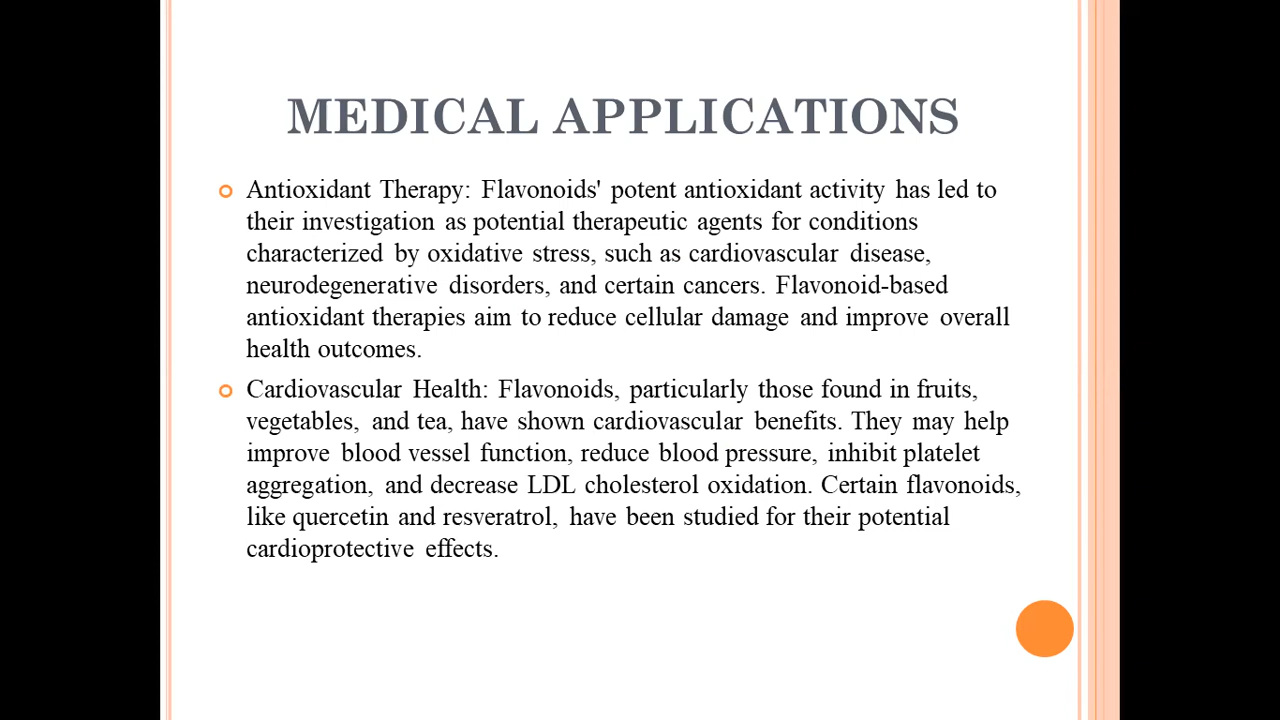 MEDICAL APPLICATIONS
Antioxidant Therapy: Flavonoids' potent antioxidant activity has led to
their investigation as potential therapeutic agents for conditions
characterized by oxidative stress, such as cardiovascular disease,
neurodegenerative disorders, and certain cancers. Flavonoid-based
antioxidant therapies aim to reduce cellular damage and improve overall
health outcomes.
Cardiovascular Health: Flavonoids, particularly those found in fruits,
vegetables, and tea, have shown cardiovascular benefits. They may help
improve blood vessel function, reduce blood pressure, inhibit platelet
aggregation, and decrease LDL cholesterol oxidation. Certain flavonoids,
like quercetin and resveratrol, have been studied for their potential
cardioprotective effects.